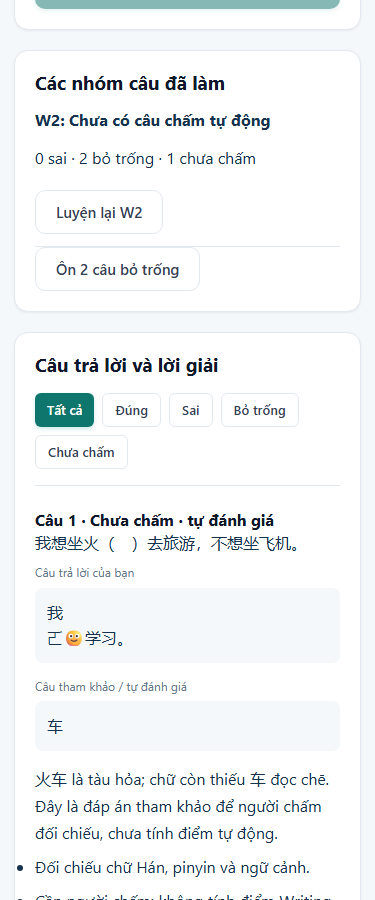 Các nhóm câu đã làm
W2: Chưa có câu chấm tự động
0 sai · 2 bỏ trống · 1 chưa chấm
Luyện lại W2
Ôn 2 câu bỏ trống
Câu trả lời và lời giải
Tất cả
Đúng
Sai
Bỏ trống
Chưa chấm
Câu 1 · Chưa chấm · tự đánh giá
我想坐火（ ）去旅游，不想坐飞机。
Câu trả lời của bạn
我
𫝀🙂学习。
Câu tham khảo / tự đánh giá
车
火车 là tàu hỏa; chữ còn thiếu 车 đọc chē.
Đây là đáp án tham khảo để người chấm
đối chiếu, chưa tính điểm tự động.
Đối chiếu chữ Hán, pinyin và ngữ cảnh.